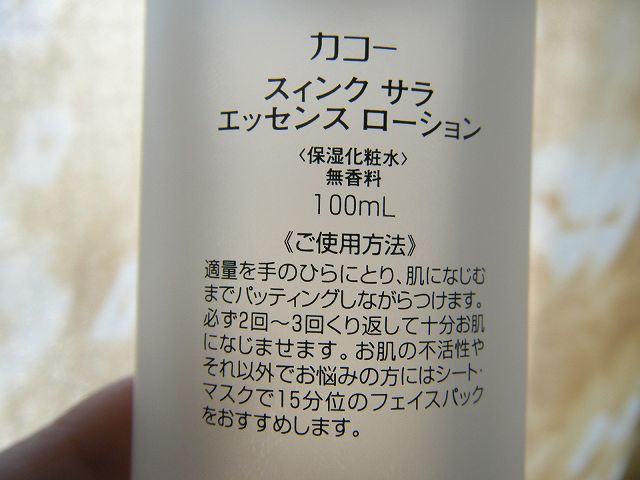 カコー
スィンク サラ
エッセンス ローション
〈保湿化粧水〉
無香料
100mL
《ご使用方法》
適量を手のひらにとり、肌になじむ
までパッティングしながらつけます。
必ず2回～3回くり返して十分お肌
になじませます。お肌の不活性や
それ以外でお悩みの方にはシート・
マスクで15分位のフェイスパック
をおすすめします。